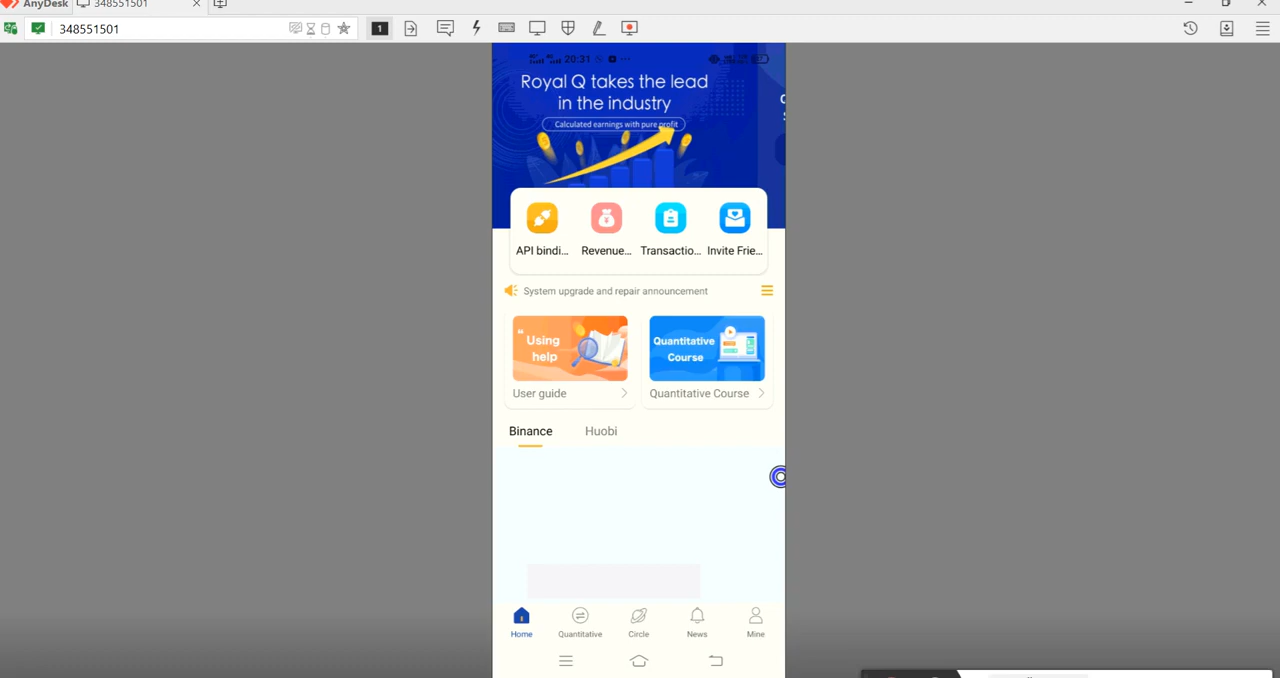 AnyDesk
348551501
348551501
1
20:31
Royal Q takes the lead
in the industry
Calculated earnings with pure profit
API bindi...
Revenue...
Transactio...
Invite Frie...
System upgrade and repair announcement
Using
help
Quantitative
Course
User guide
Quantitative Course
Binance
Huobi
Home
Quantitative
Circle
News
Mine